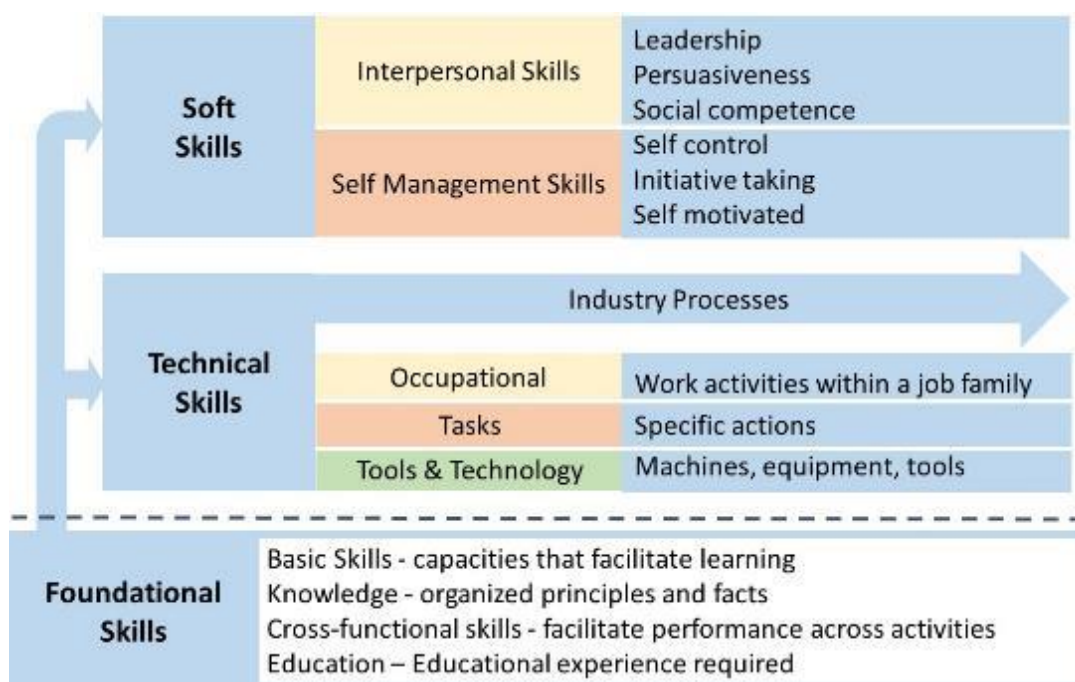 Soft
Skills
Interpersonal Skills
Leadership
Persuasiveness
Social competence
Self Management Skills
Self control
Initiative taking
Self motivated
Technical
Skills
Industry Processes
Occupational
Work activities within a job family
Tasks
Specific actions
Tools & Technology
Machines, equipment, tools
Foundational
Skills
Basic Skills - capacities that facilitate learning
Knowledge - organized principles and facts
Cross-functional skills - facilitate performance across activities
Education – Educational experience required